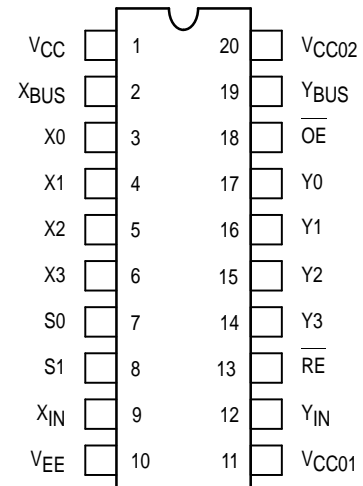 VCC 1 20 VCC02
XBUS 2 19 YBUS
X0 3 18 OE
X1 4 17 Y0
X2 5 16 Y1
X3 6 15 Y2
S0 7 14 Y3
S1 8 13 RE
XIN 9 12 YIN
VEE 10 11 VCC01